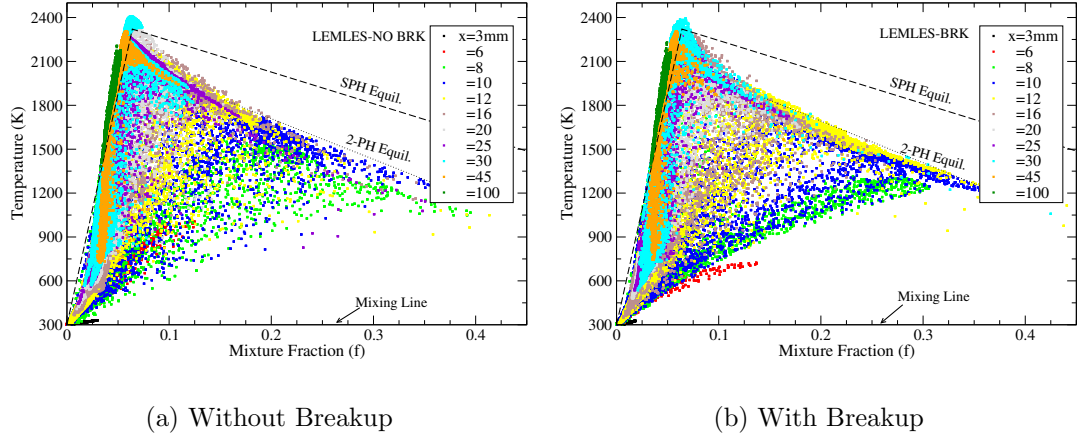 LEMLES-NO BRK
SPH Equil.
2-PH Equil.
Mixing Line
x=3mm
=6
=8
=10
=12
=16
=20
=25
=30
=45
=100
Temperature (K)
2400
2100
1800
1500
1200
900
600
300
0
0.1
0.2
0.3
0.4
Mixture Fraction (f)
(a) Without Breakup
LEMLES-BRK
SPH Equil.
2-PH Equil.
Mixing Line
x=3mm
=6
=8
=10
=12
=16
=20
=25
=30
=45
=100
Temperature (K)
2400
2100
1800
1500
1200
900
600
300
0
0.1
0.2
0.3
0.4
Mixture Fraction (f)
(b) With Breakup